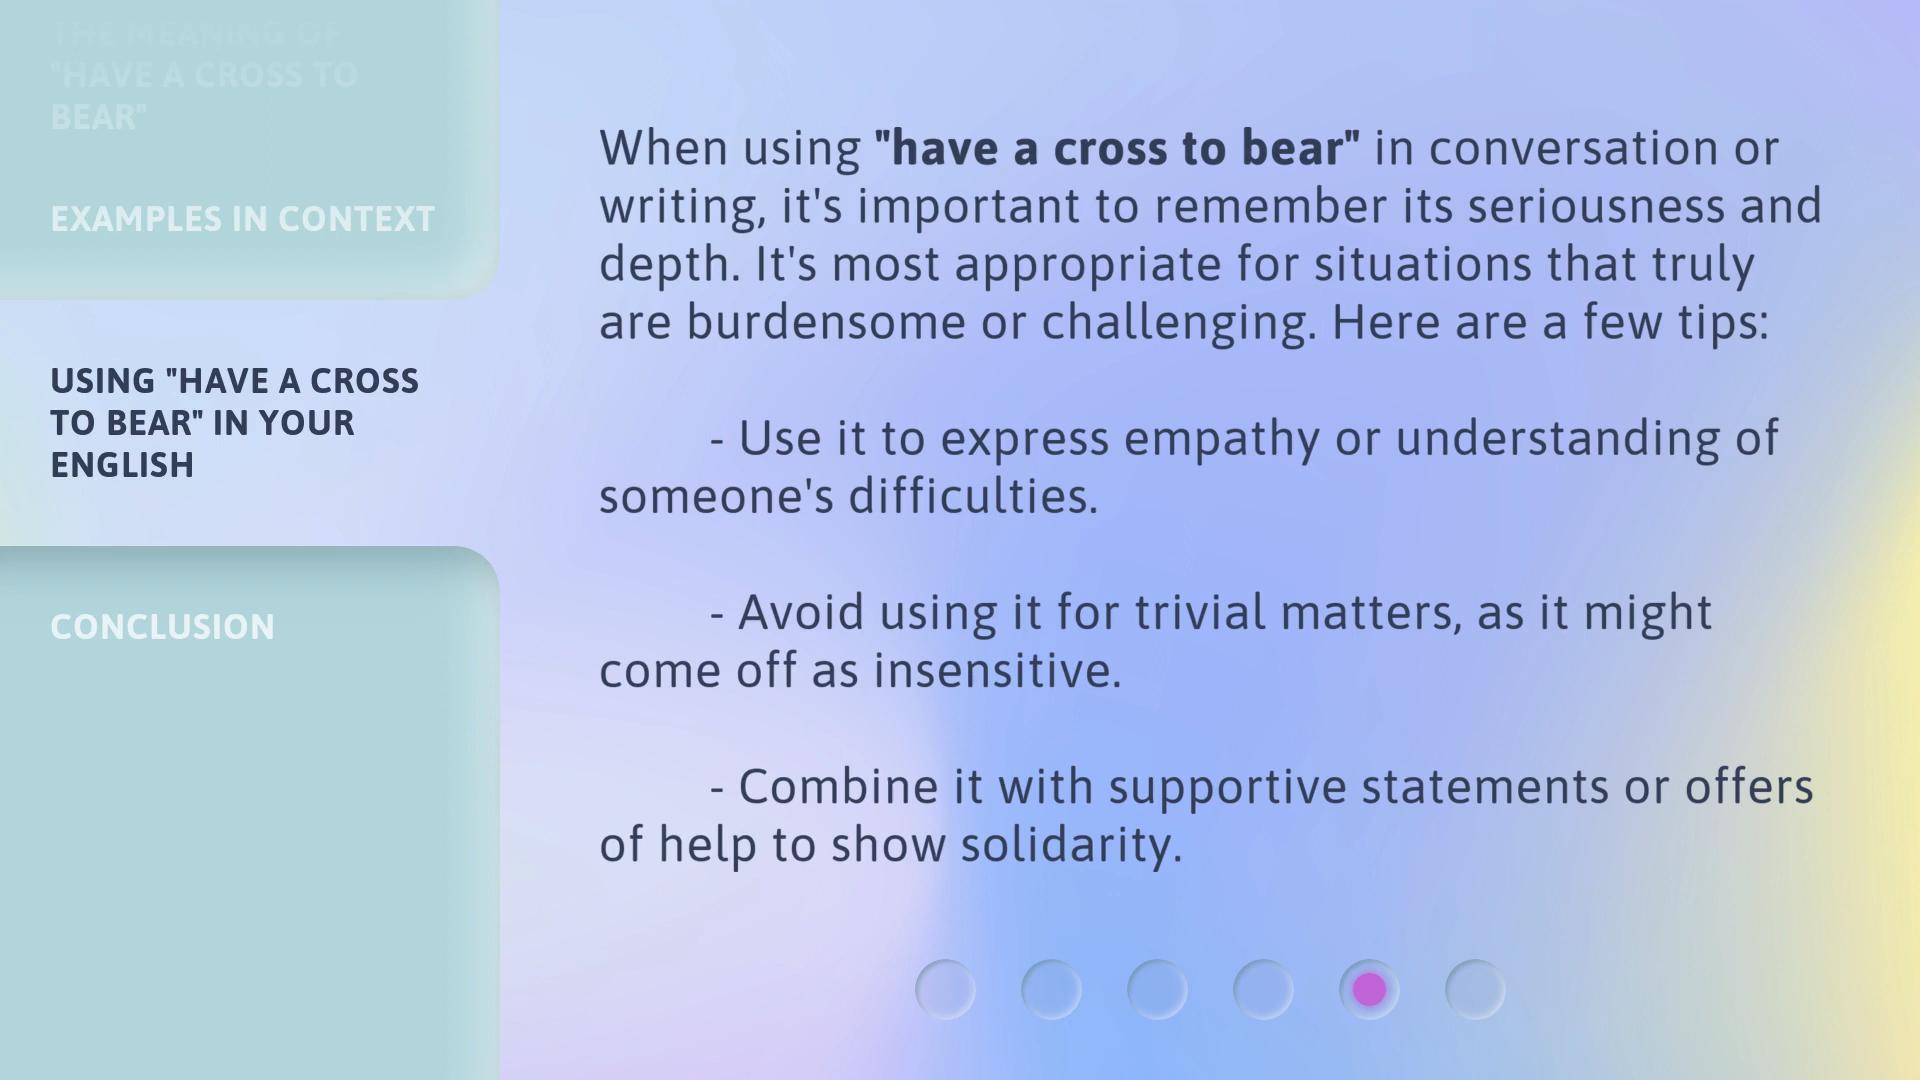 THE MEANING OF
"HAVE A CROSS TO
BEAR"
EXAMPLES IN CONTEXT
USING "HAVE A CROSS
TO BEAR" IN YOUR
ENGLISH
CONCLUSION
When using "have a cross to bear" in conversation or
writing, it's important to remember its seriousness and
depth. It's most appropriate for situations that truly
are burdensome or challenging. Here are a few tips:
- Use it to express empathy or understanding of
someone's difficulties.
- Avoid using it for trivial matters, as it might
come off as insensitive.
- Combine it with supportive statements or offers
of help to show solidarity.